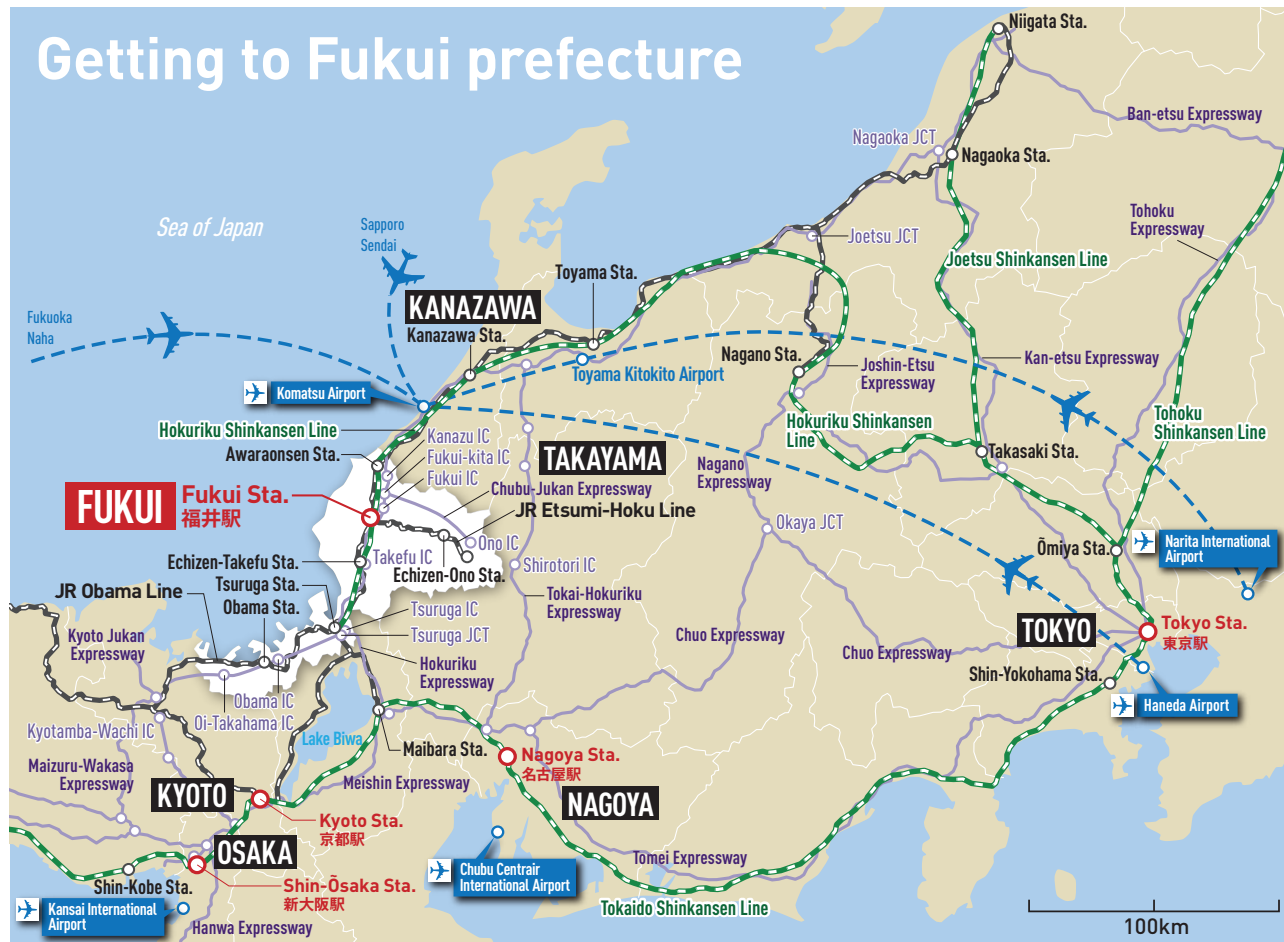 Getting to Fukui prefecture
Niigata Sta.
Ban-etsu Expressway
Nagaoka JCT
Nagaoka Sta.
Sea of Japan
Sapporo
Sendai
Tohoku
Expressway
Joetsu JCT
Joetsu Shinkansen Line
Toyama Sta.
KANAZAWA
Kanazawa Sta.
Fukuoka
Naha
Nagano Sta.
Kan-etsu Expressway
Joshin-Etsu
Expressway
Toyama Kitokito Airport
Komatsu Airport
Hokuriku Shinkansen Line
Hokuriku Shinkansen
Line
Tohoku
Shinkansen Line
Kanazu IC
Awaraonsen Sta.
Fukui-kita IC
Fukui IC
TAKAYAMA
Takasaki Sta.
Nagano
Expressway
FUKUI
Fukui Sta.
福井駅
Chubu-Jukan Expressway
JR Etsumi-Hoku Line
Okaya JCT
Ono IC
Ōmiya Sta.
Narita International
Airport
Echizen-Takefu Sta.
Takefu IC
Echizen-Ono Sta.
Shirotori IC
Tsuruga Sta.
JR Obama Line
Obama Sta.
Tsuruga IC
Tokai-Hokuriku
Expressway
Tsuruga JCT
Kyoto Jukan
Expressway
Chuo Expressway
Chuo Expressway
TOKYO
Tokyo Sta.
東京駅
Hokuriku
Expressway
Shin-Yokohama Sta.
Haneda Airport
Obama IC
Oi-Takahama IC
Kyotamba-Wachi IC
Lake Biwa
Maibara Sta.
Nagoya Sta.
名古屋駅
Maizuru-Wakasa
Expressway
Meishin Expressway
KYOTO
NAGOYA
Kyoto Sta.
京都駅
OSAKA
Tomei Expressway
Chubu Centrair
International Airport
Shin-Kobe Sta.
Shin-Ōsaka Sta.
新大阪駅
Kansai International
Airport
Tokaido Shinkansen Line
Hanwa Expressway
100km